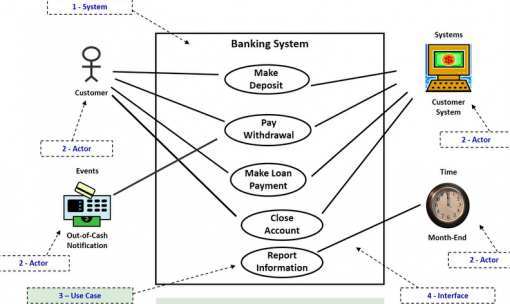 1 - System
Systems
Banking System
Make
Deposit
Customer
Customer
System
Pay
Withdrawal
2 - Actor
2 - Actor
Events
Make Loan
Payment
Time
Close
Account
Out-of-Cash
Notification
Month-End
Report
Information
2 - Actor
2 - Actor
3 – Use Case
4 - Interface